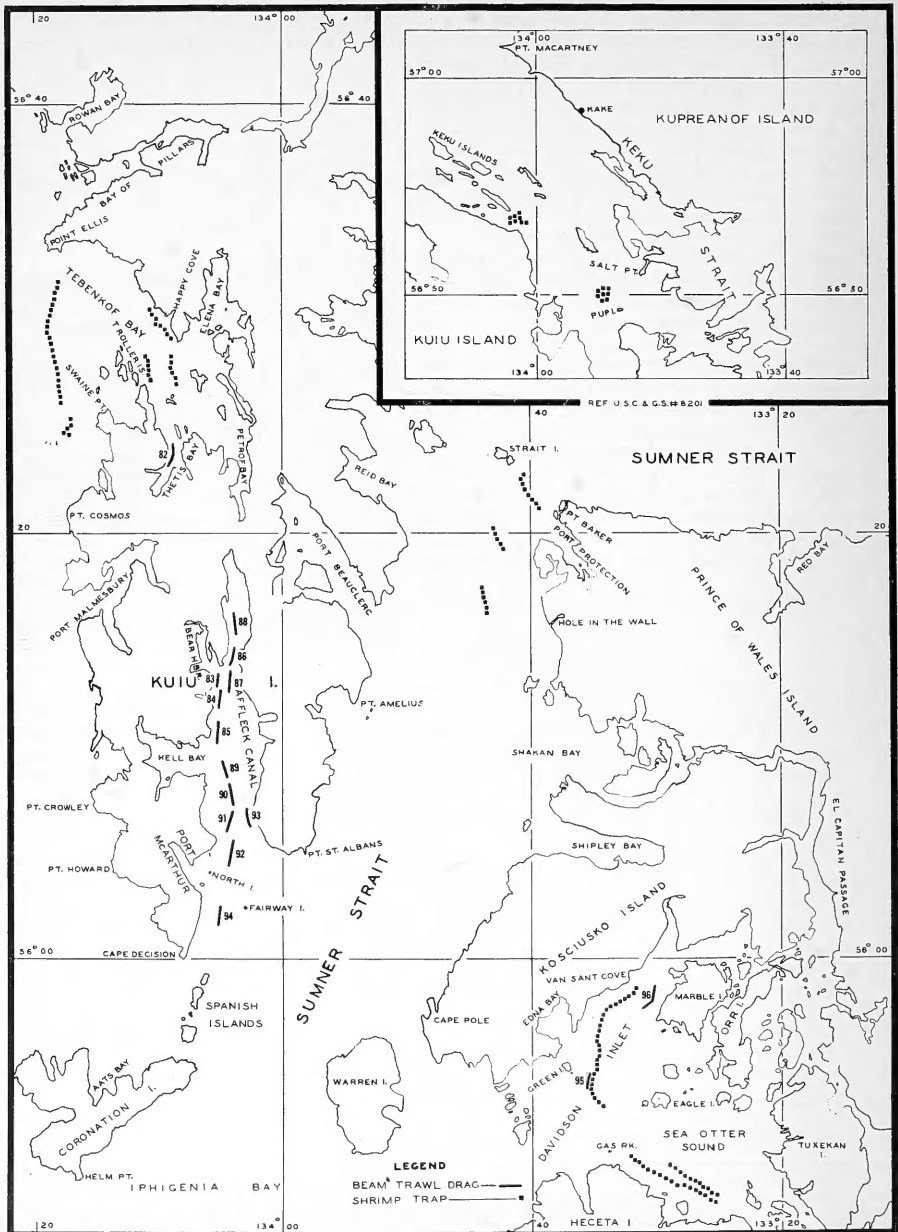 20
134° 00
56° 40
56° 40
ROWAN BAY
BAY OF PILLARS
POINT ELLIS
TEBENKOF BAY
HAPPY COVE
ELENA BAY
TROLLER IS.
SWAINE PT.
82
THETIS BAY
PETROF BAY
PT. COSMOS
134° 00
133° 40
PT. MACARTNEY
57° 00
57° 00
KAKE
KUPREANOF ISLAND
KEKU ISLANDS
KEKU STRAIT
SALT PT.
56° 50
56° 50
PUP I.
KUIU ISLAND
134° 00
133° 40
REF. U.S.C. & G.S. # 8201
40
133° 20
STRAIT I.
SUMNER STRAIT
REID BAY
20
20
PT. BAKER
PORT PROTECTION
RED BAY
PORT BEAUCLERC
PORT MALMESBURY
PRINCE OF WALES ISLAND
HOLE IN THE WALL
BEAR HBR.
88
86
83
87
84
KUIU I.
AFFLECK CANAL
85
PT. AMELIUS
KELL BAY
89
SHAKAN BAY
90
PT. CROWLEY
91
93
EL CAPITAN PASSAGE
PORT MCARTHUR
92
PT. ST. ALBANS
SHIPLEY BAY
PT. HOWARD
NORTH I.
94
FAIRWAY I.
SUMNER STRAIT
KOSCIUSKO ISLAND
56° 00
56° 00
CAPE DECISION
VAN SANT COVE
96
MARBLE I.
ORR I.
SPANISH ISLANDS
EDNA BAY
CAPE POLE
DAVIDSON INLET
AATS BAY
GREEN I.
95
WARREN I.
EAGLE I.
CORONATION I.
SEA OTTER SOUND
TUXEKAN I.
GAS RK.
HELM PT.
LEGEND
BEAM TRAWL DRAG
SHRIMP TRAP
IPHIGENIA BAY
HECETA I.
20
134° 00
40
133° 20